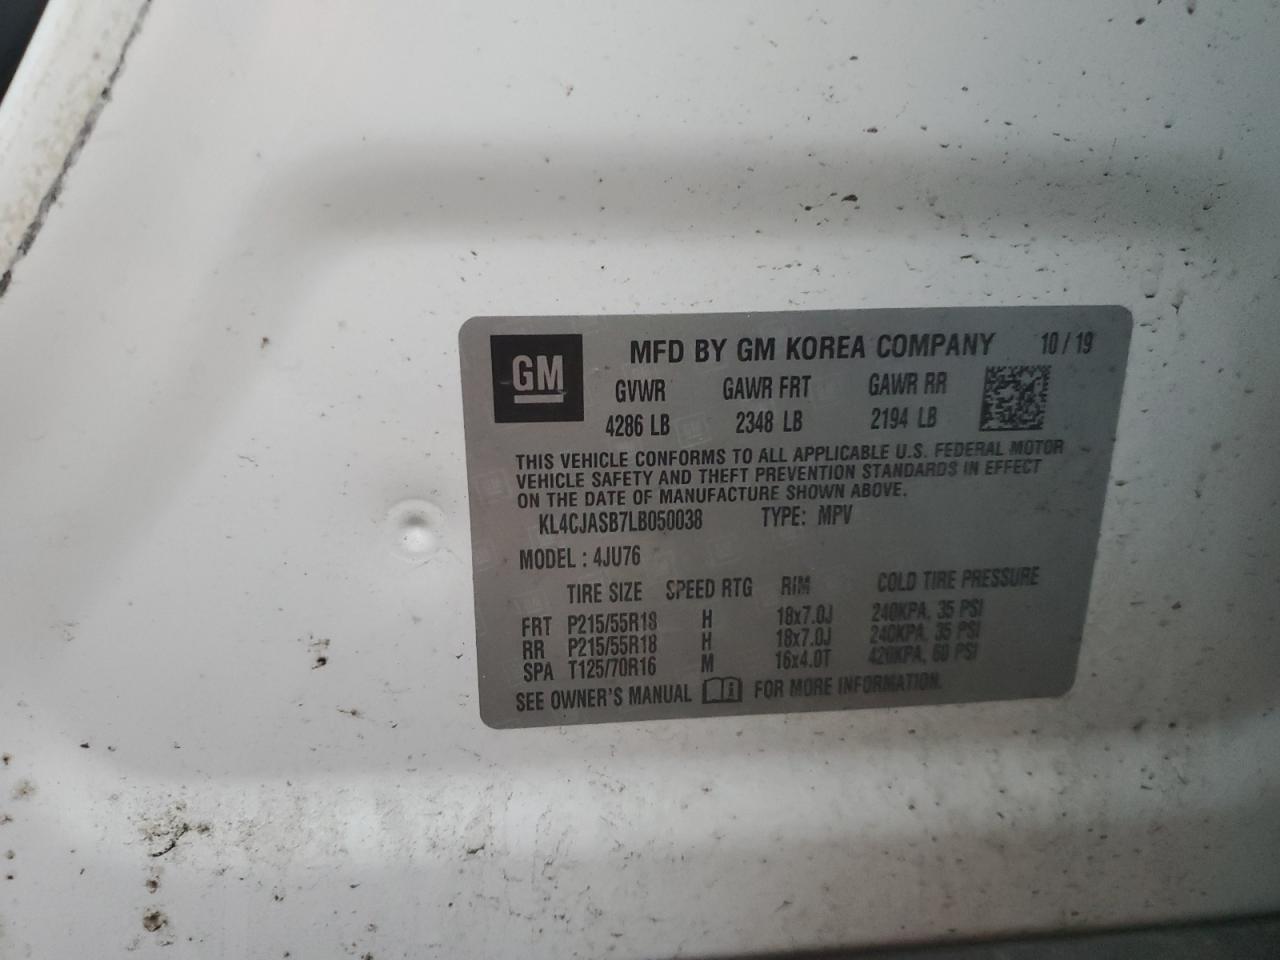 GM
MFD BY GM KOREA COMPANY 10/19
GVWR GAWR FRT GAWR RR
4286 LB 2348 LB 2194 LB
THIS VEHICLE CONFORMS TO ALL APPLICABLE U.S. FEDERAL MOTOR
VEHICLE SAFETY AND THEFT PREVENTION STANDARDS IN EFFECT
ON THE DATE OF MANUFACTURE SHOWN ABOVE.
KL4CJASB7LB050038 TYPE: MPV
MODEL : 4JU76
TIRE SIZE SPEED RTG RIM COLD TIRE PRESSURE
FRT P215/55R18 H 18x7.0J 240KPA, 35 PSI
RR P215/55R18 H 18x7.0J 240KPA, 35 PSI
SPA T125/70R16 M 16x4.0T 420KPA, 60 PSI
SEE OWNER'S MANUAL FOR MORE INFORMATION.